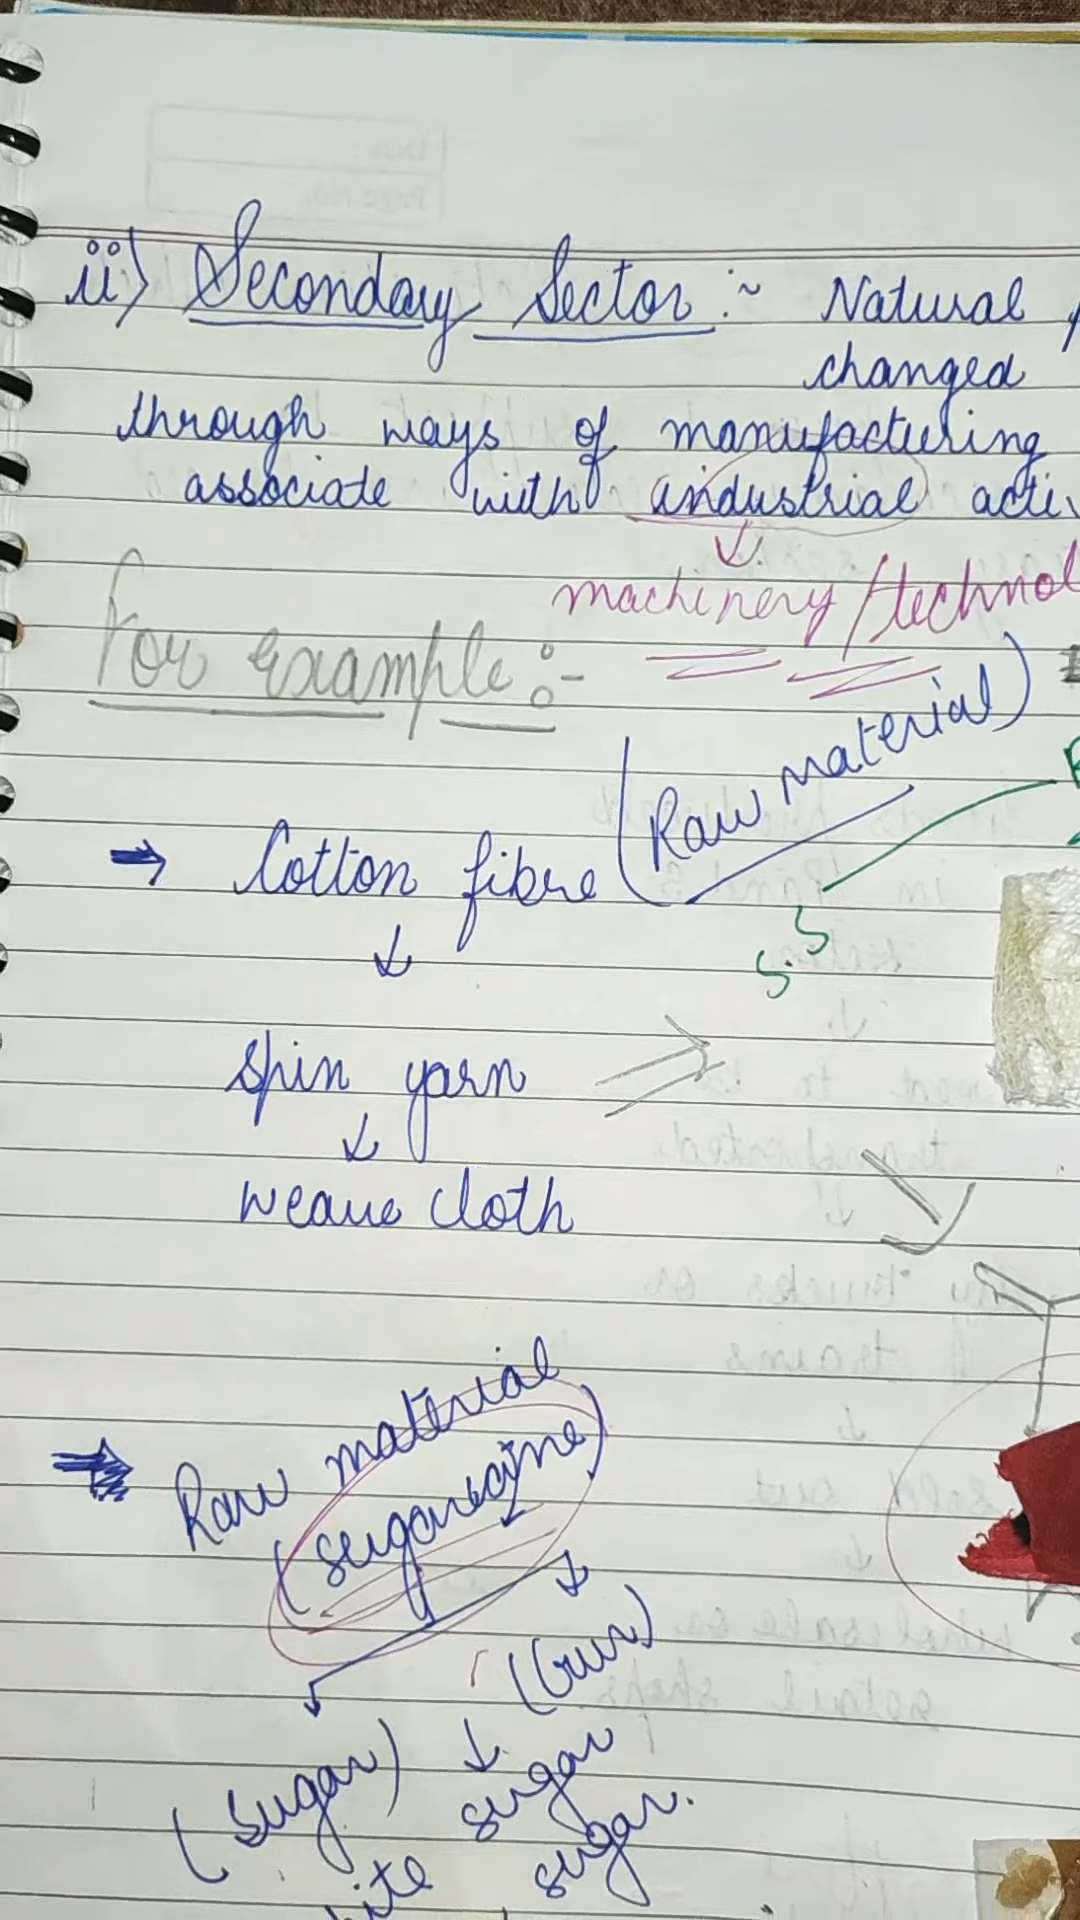 ii) Secondary Sector :~ Natural
changed
through ways of manufacturing
associate with industrial
machinery /
For example :-
(Raw material)
→ Cotton fibre
↓
S.S
spin yarn
↓
weave cloth
⇒ Raw material
(sugarcane)
(Gur)
(Sugar) ↓ sugar
sugar.